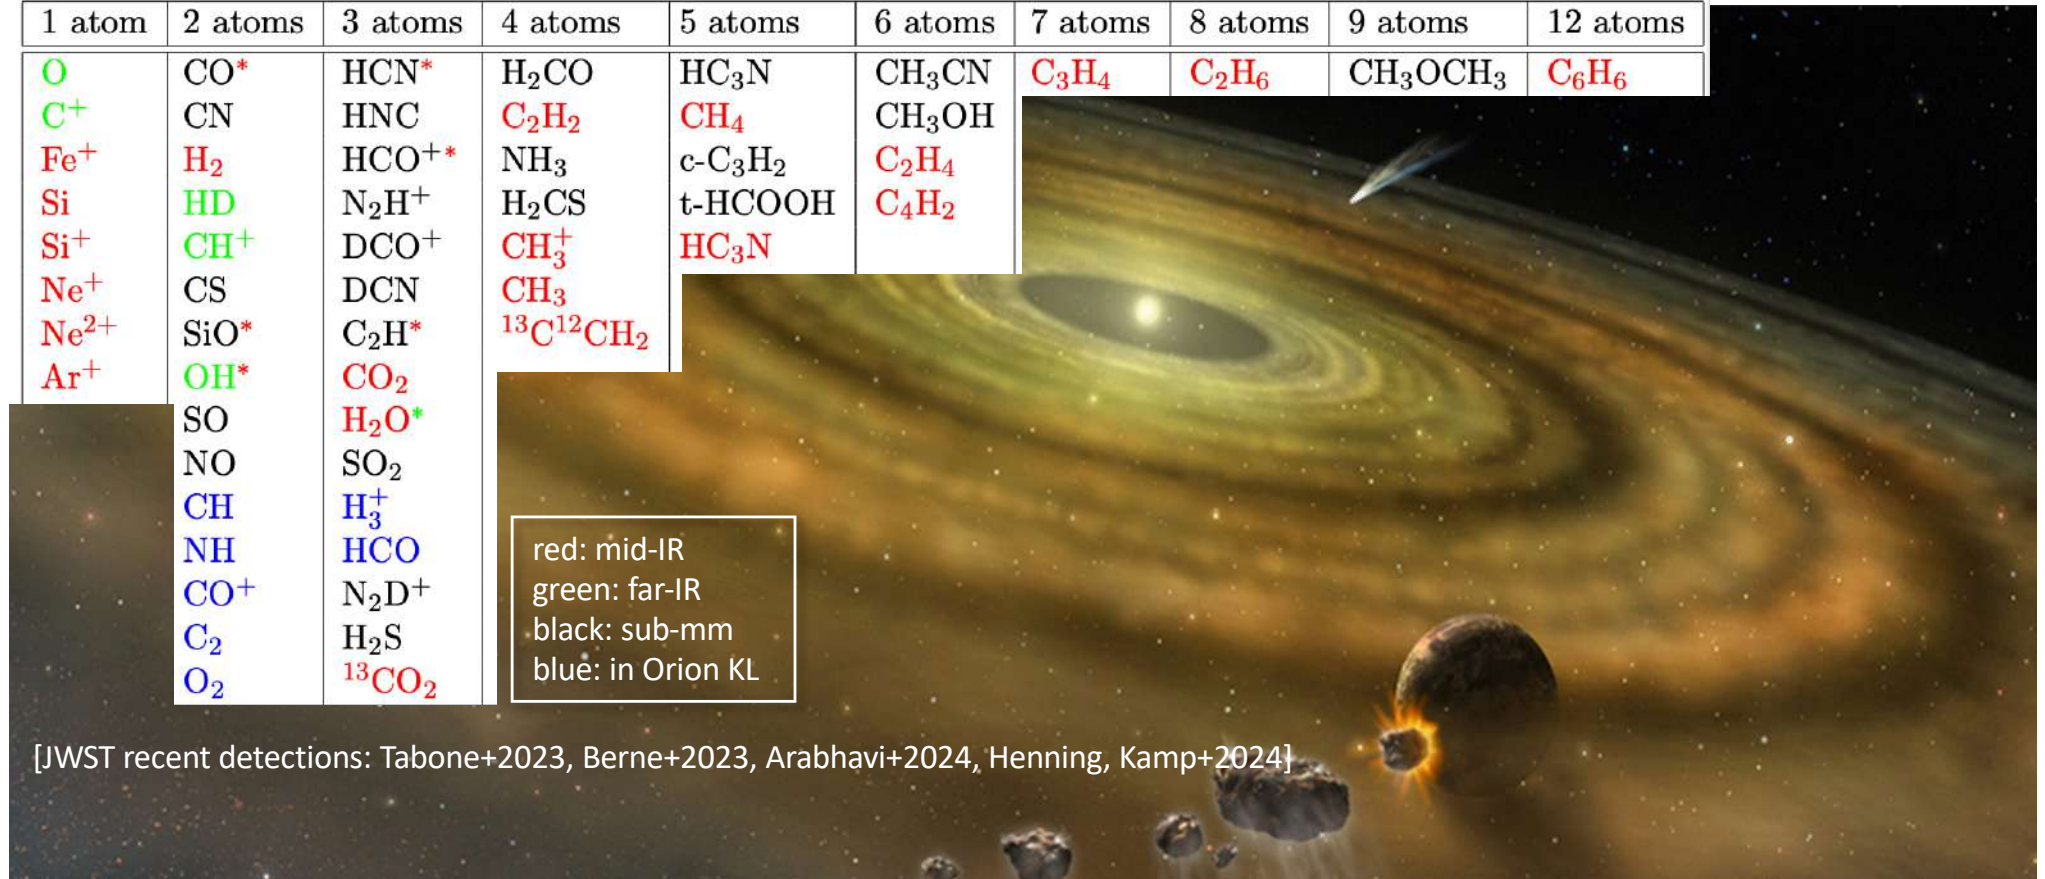 1 atom 2 atoms 3 atoms 4 atoms 5 atoms 6 atoms 7 atoms 8 atoms 9 atoms 12 atoms
O CO* HCN* H₂CO HC₃N CH₃CN C₃H₄ C₂H₆ CH₃OCH₃ C₆H₆
C⁺ CN HNC C₂H₂ CH₄ CH₃OH
Fe⁺ H₂ HCO⁺* NH₃ c-C₃H₂ C₂H₄
Si HD N₂H⁺ H₂CS t-HCOOH C₄H₂
Si⁺ CH⁺ DCO⁺ CH₃⁺ HC₃N
Ne⁺ CS DCN CH₃
Ne²⁺ SiO* C₂H* ¹³C¹²CH₂
Ar⁺ OH* CO₂
SO H₂O*
NO SO₂
CH H₃⁺
NH HCO
CO⁺ N₂D⁺
C₂ H₂S
O₂ ¹³CO₂
red: mid-IR
green: far-IR
black: sub-mm
blue: in Orion KL
[JWST recent detections: Tabone+2023, Berne+2023, Arabhavi+2024, Henning, Kamp+2024]